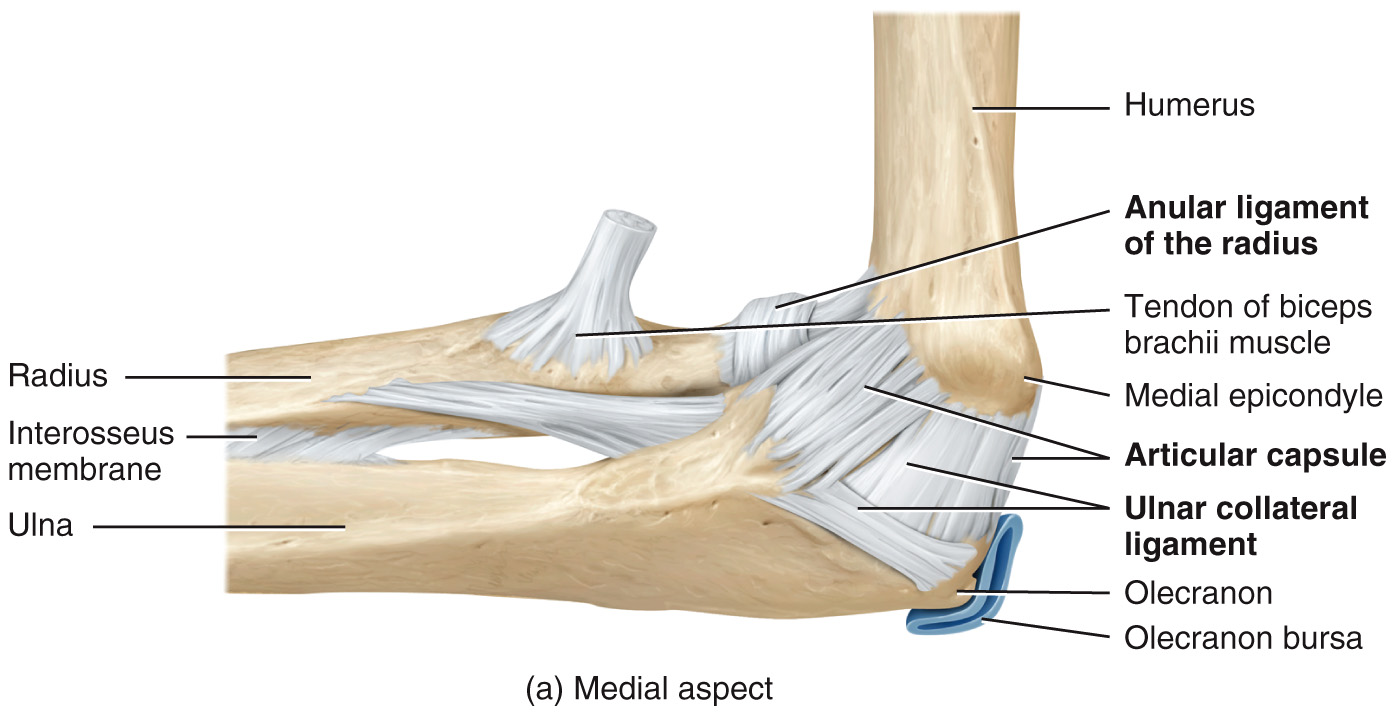 Humerus
Anular ligament
of the radius
Tendon of biceps
brachii muscle
Radius
Medial epicondyle
Interosseus
membrane
Articular capsule
Ulna
Ulnar collateral
ligament
Olecranon
Olecranon bursa
(a) Medial aspect